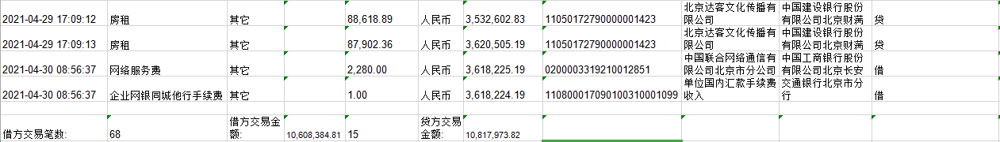 2021-04-29 17:09:12 房租 其它 88,618.89 人民币 3,532,602.83 11050172790000001423 北京达客文化传播有限公司 中国建设银行股份有限公司北京财满 贷
2021-04-29 17:09:13 房租 其它 87,902.36 人民币 3,620,505.19 11050172790000001423 北京达客文化传播有限公司 中国建设银行股份有限公司北京财满 贷
2021-04-30 08:56:37 网络服务费 其它 2,280.00 人民币 3,618,225.19 0200003319210012851 中国联合网络通信有限公司北京市分公司 中国工商银行股份有限公司北京长安 借
2021-04-30 08:56:37 企业网银同城他行手续费 其它 1.00 人民币 3,618,224.19 110800017090100310001099 单位国内汇款手续费收入 交通银行北京市分行 借
借方交易笔数: 68 借方交易金额: 10,608,384.81 15 贷方交易金额: 10,817,973.82